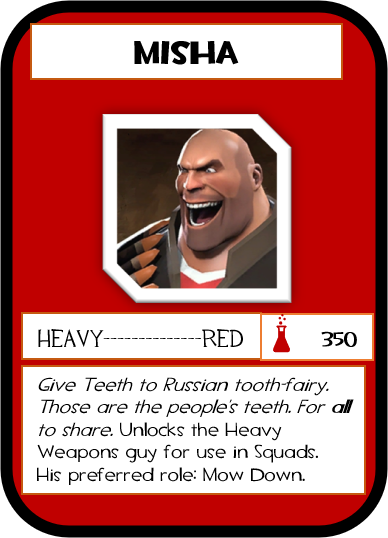 MISHA
HEAVY--------------RED
350
Give Teeth to Russian tooth-fairy.
Those are the people's teeth. For all
to share. Unlocks the Heavy
Weapons guy for use in Squads.
His preferred role: Mow Down.